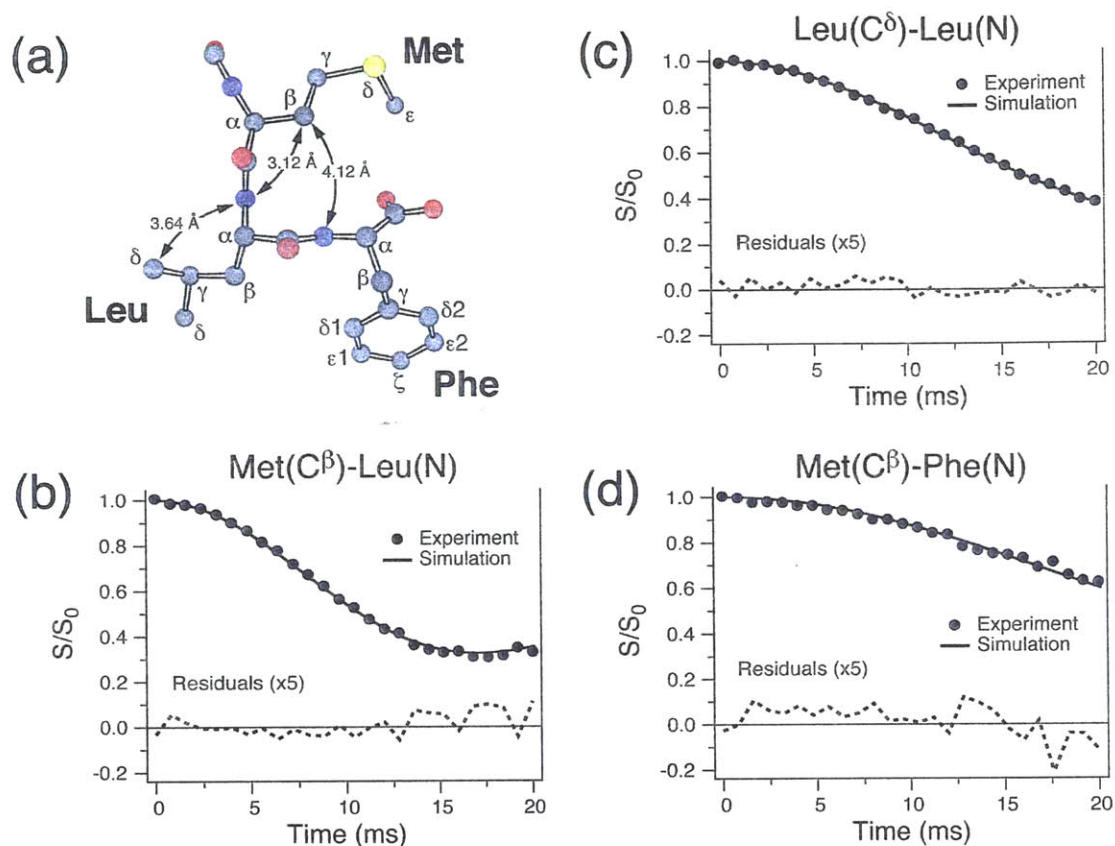 (a)
Met
γ
β
δ
ε
α
3.12 Å
4.12 Å
3.64 Å
α
α
δ
γ
β
β
Leu
δ
γ
δ1
δ2
ε1
ε2
ζ
Phe
(c)
Leu(C^δ)-Leu(N)
1.0
0.8
0.6
0.4
0.2
0.0
-0.2
S/S₀
Experiment
Simulation
Residuals (x5)
0
5
10
15
20
Time (ms)
(b)
Met(C^β)-Leu(N)
1.0
0.8
0.6
0.4
0.2
0.0
-0.2
S/S₀
Experiment
Simulation
Residuals (x5)
0
5
10
15
20
Time (ms)
(d)
Met(C^β)-Phe(N)
1.0
0.8
0.6
0.4
0.2
0.0
-0.2
S/S₀
Experiment
Simulation
Residuals (x5)
0
5
10
15
20
Time (ms)